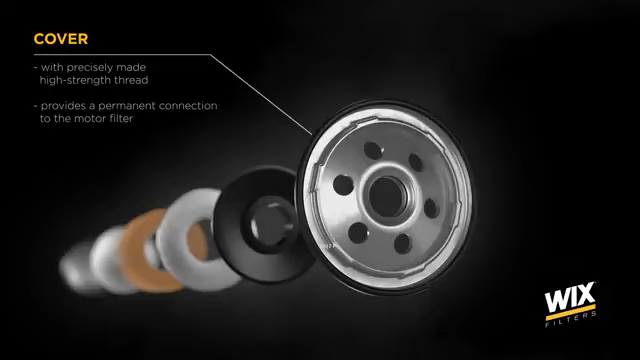 COVER
- with precisely made
high-strength thread
- provides a permanent connection
to the motor filter
WIX
FILTERS